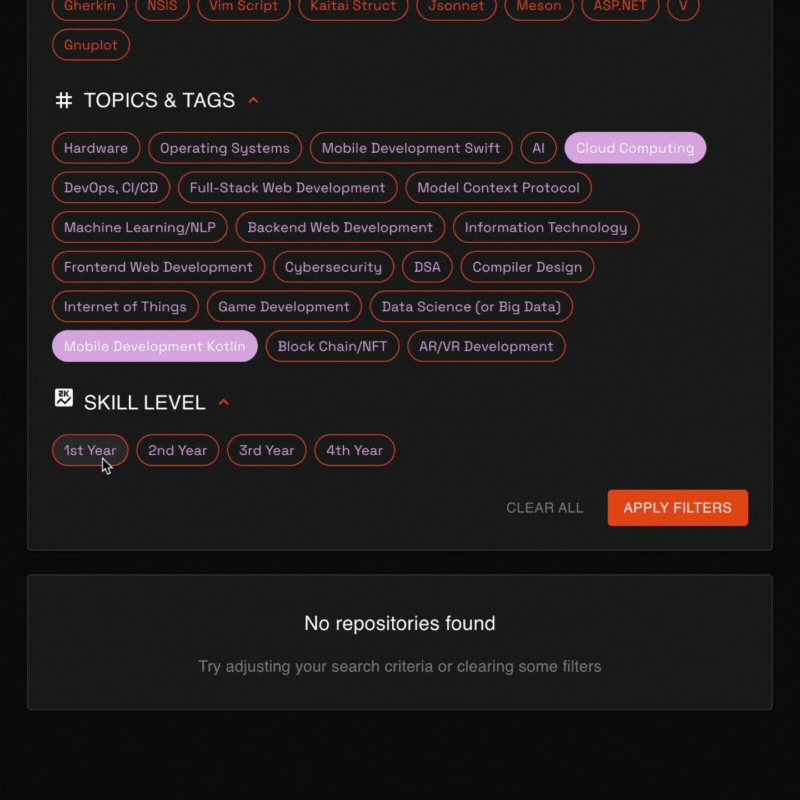 Gherkin NSIS Vim Script Kaitai Struct Jsonnet Meson ASP.NET V
Gnuplot
TOPICS & TAGS
Hardware Operating Systems Mobile Development Swift AI Cloud Computing
DevOps, CI/CD Full-Stack Web Development Model Context Protocol
Machine Learning/NLP Backend Web Development Information Technology
Frontend Web Development Cybersecurity DSA Compiler Design
Internet of Things Game Development Data Science (or Big Data)
Mobile Development Kotlin Block Chain/NFT AR/VR Development
2K SKILL LEVEL
1st Year 2nd Year 3rd Year 4th Year
CLEAR ALL APPLY FILTERS
No repositories found
Try adjusting your search criteria or clearing some filters